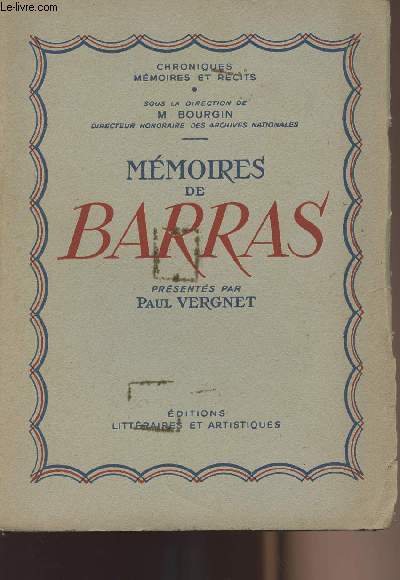 Le-livre.com
CHRONIQUES
MÉMOIRES ET RÉCITS
SOUS LA DIRECTION DE
M BOURGIN
DIRECTEUR HONORAIRE DES ARCHIVES NATIONALES
MÉMOIRES
DE
BARRAS
PRÉSENTÉS PAR
PAUL VERGNET
ÉDITIONS
LITTÉRAIRES ET ARTISTIQUES